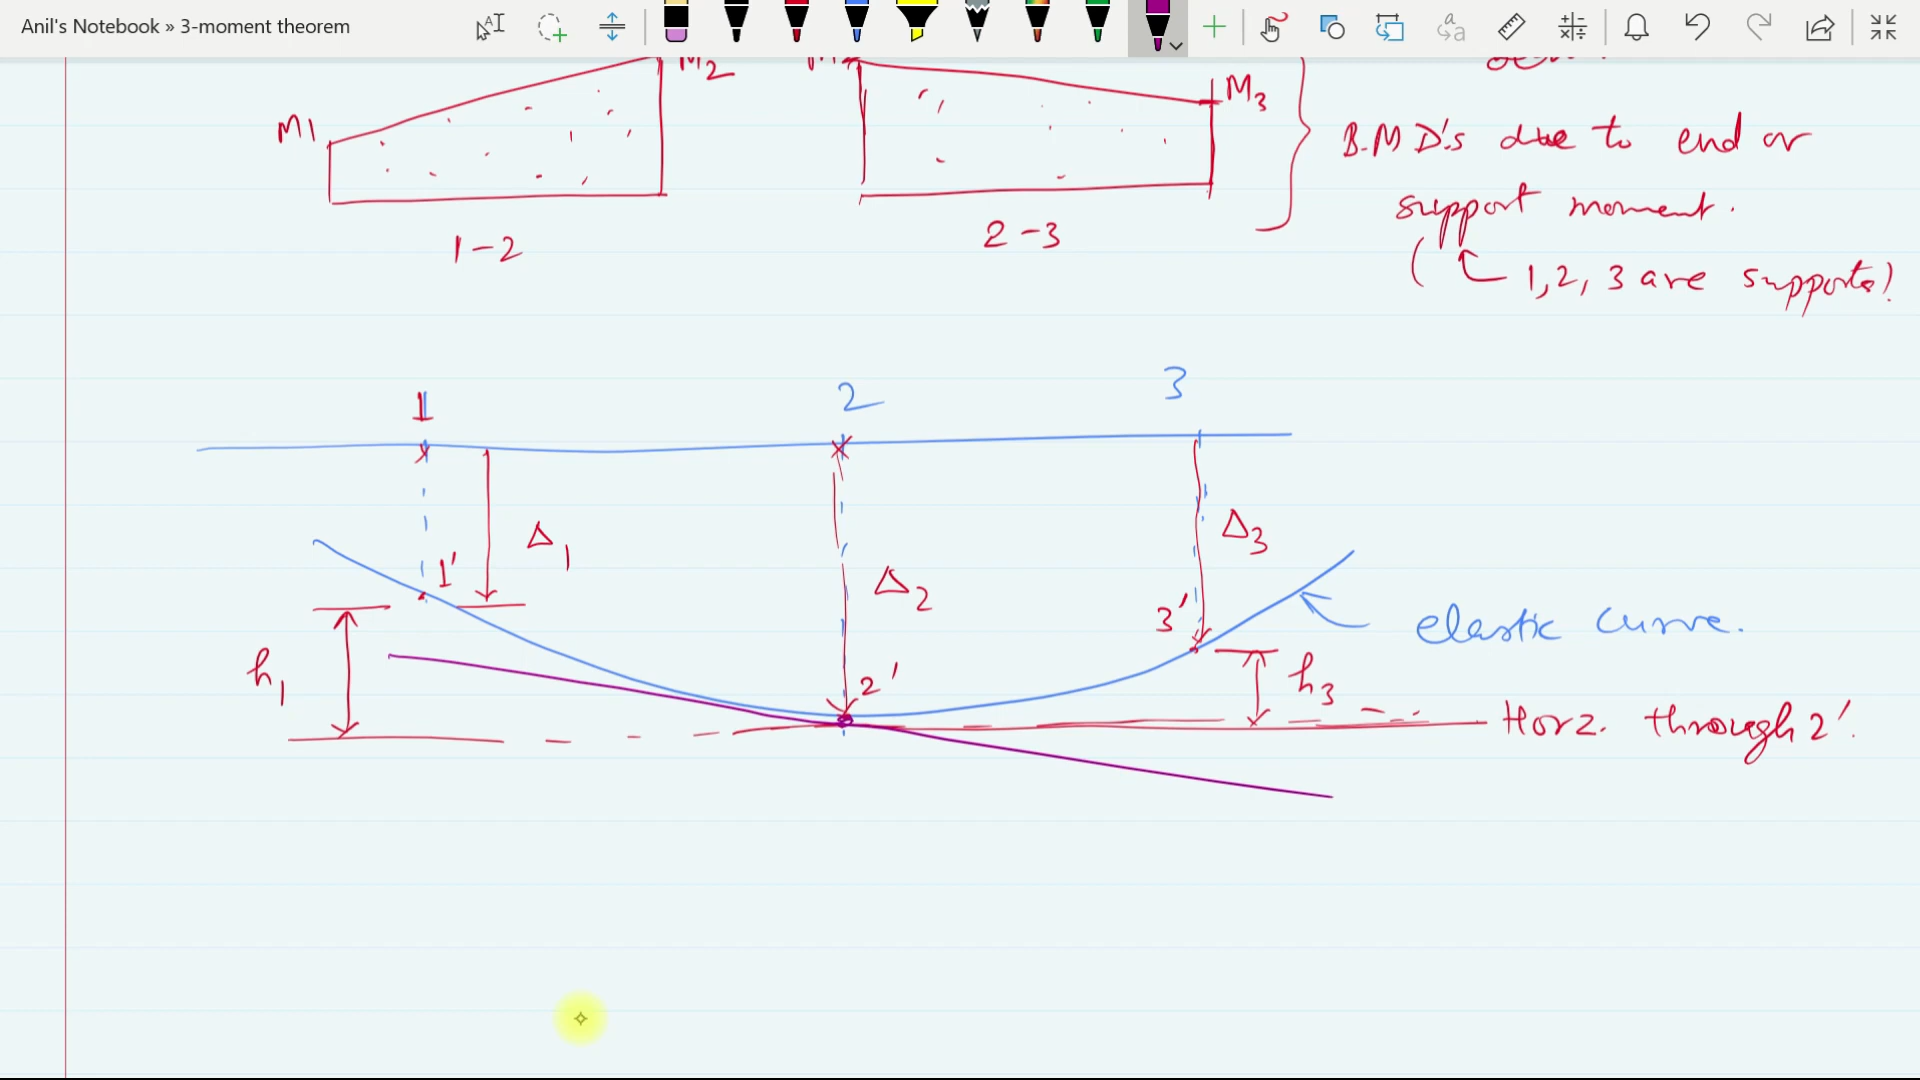 Anil's Notebook » 3-moment theorem
M2
M1
M3
B.M D's due to end or
support moment.
1-2
2-3
( 1,2, 3 are supports)
1
2
3
Δ1
1'
Δ2
Δ3
3'
elastic curve.
h1
2'
h3
Horz. through 2'.